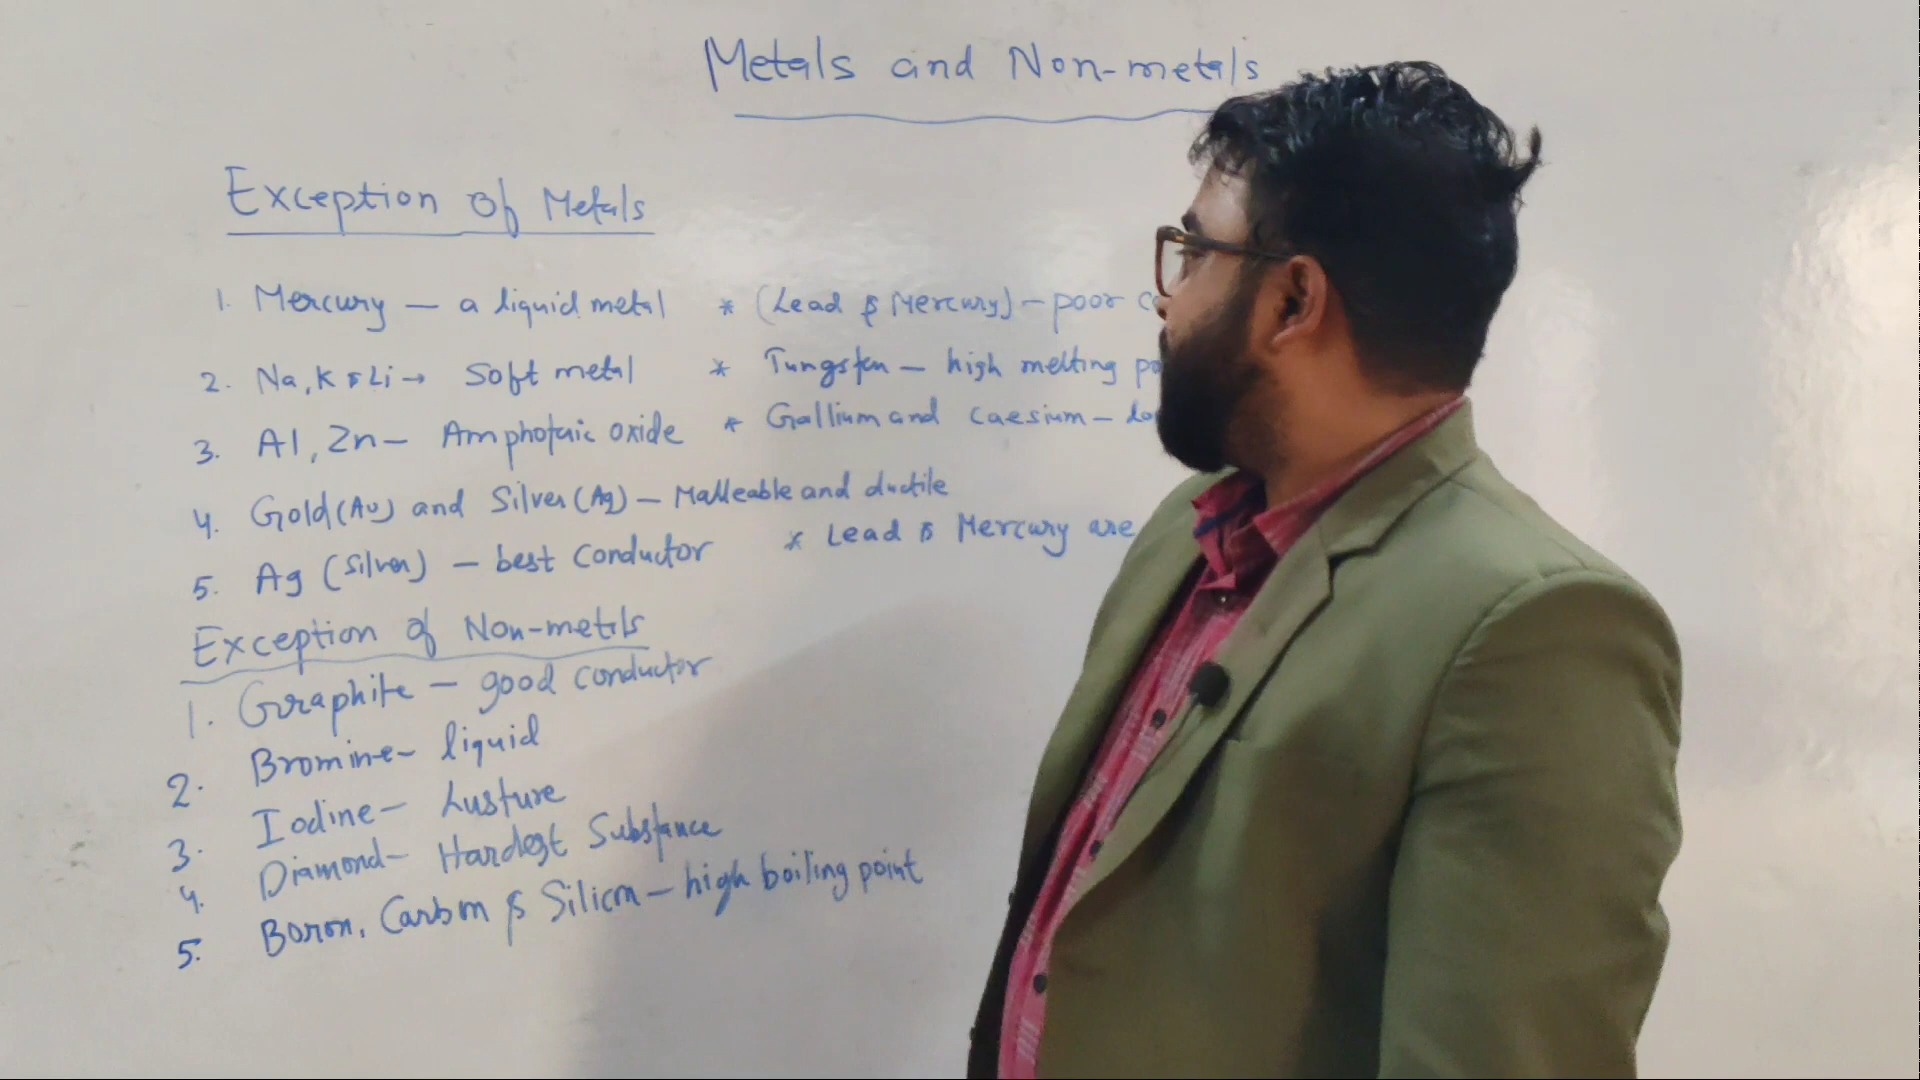 Metals and Non-metals
Exception of Metals
1. Mercury – a liquid metal
2. Na, K & Li → Soft metal
3. Al, Zn – Amphoteric oxide
4. Gold (Au) and Silver (Ag) – Malleable and ductile
5. Ag (Silver) – best conductor
* (Lead & Mercury) – poor
* Tungsten – high melting
* Gallium and Caesium –
* Lead & Mercury are
Exception of Non-metals
1. Graphite – good conductor
2. Bromine – liquid
3. Iodine – Lusture
4. Diamond – Hardest Substance
5. Boron, Carbon & Silicon – high boiling point